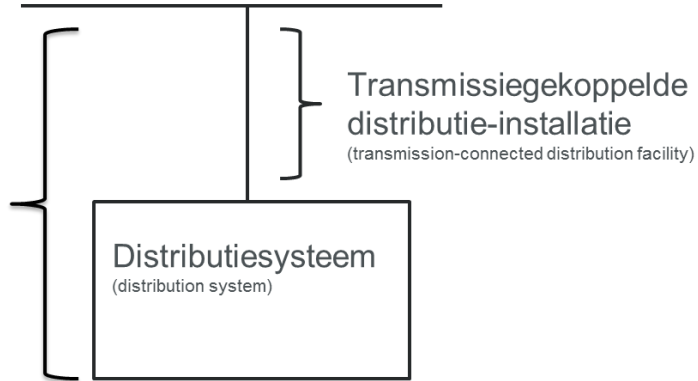 Transmissiegekoppelde
distributie-installatie
(transmission-connected distribution facility)
Distributiesysteem
(distribution system)